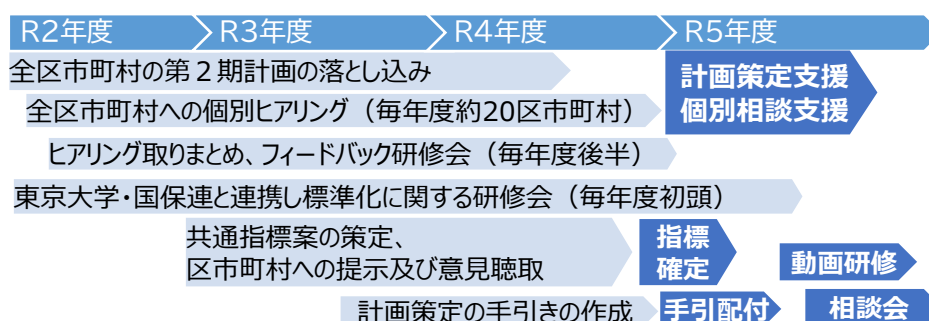 R2年度
R3年度
R4年度
R5年度
全区市町村の第2期計画の落とし込み
計画策定支援
個別相談支援
全区市町村への個別ヒアリング（毎年度約20区市町村）
ヒアリング取りまとめ、フィードバック研修会（毎年度後半）
東京大学・国保連と連携し標準化に関する研修会（毎年度初頭）
共通指標案の策定、
区市町村への提示及び意見聴取
指標
確定
動画研修
計画策定の手引きの作成
手引配付
相談会